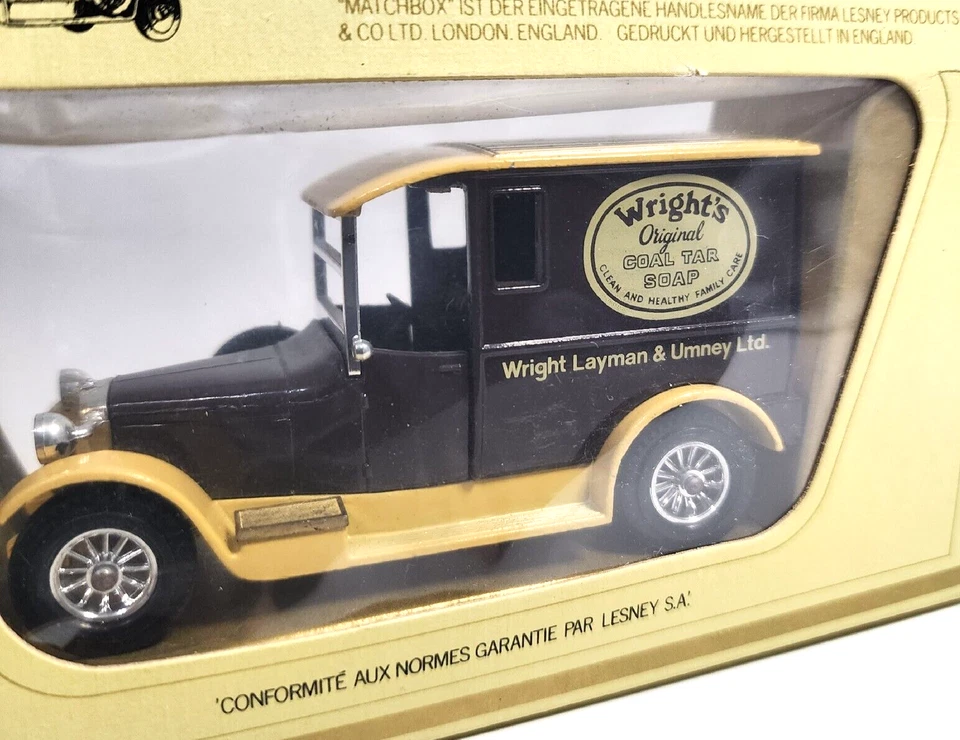 "MATCHBOX" IST DER EINGETRAGENE HANDLESNAME DER FIRMA LESNEY PRODUCTS
& CO LTD. LONDON. ENGLAND. GEDRUCKT UND HERGESTELLT IN ENGLAND
Wright's
Original
COAL TAR
SOAP
CLEAN AND HEALTHY FAMILY CARE
Wright Layman & Umney Ltd.
'CONFORMITÉ AUX NORMES GARANTIE PAR LESNEY S.A.'